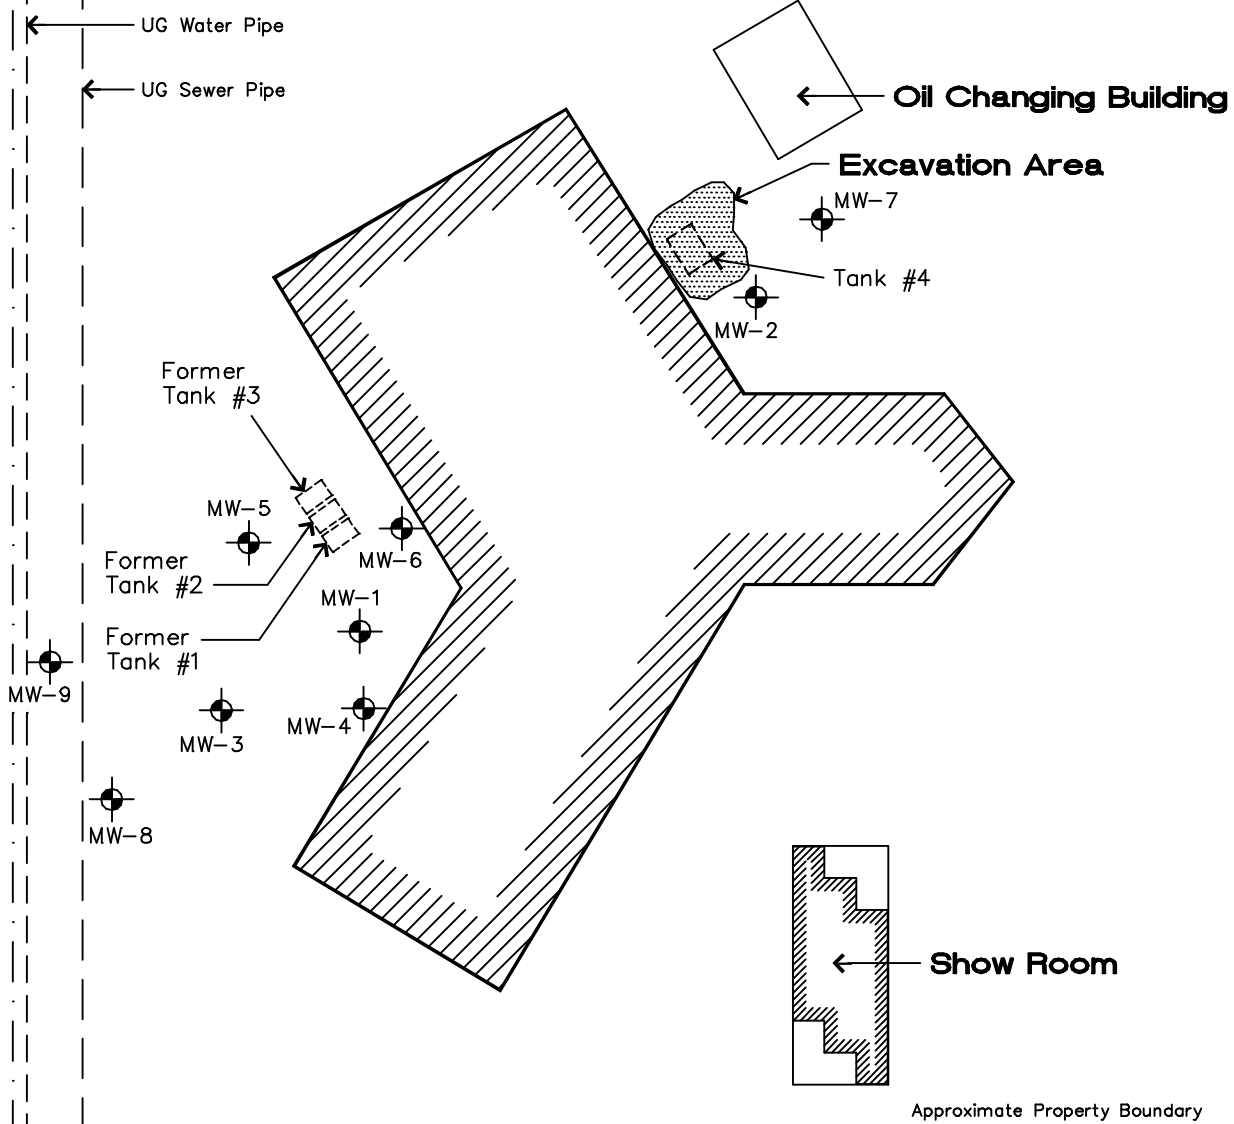 UG Water Pipe
UG Sewer Pipe
Oil Changing Building
Excavation Area
MW-7
Tank #4
MW-2
Former
Tank #3
MW-5
MW-6
Former
Tank #2
MW-1
Former
Tank #1
MW-9
MW-4
MW-3
MW-8
Show Room
Approximate Property Boundary